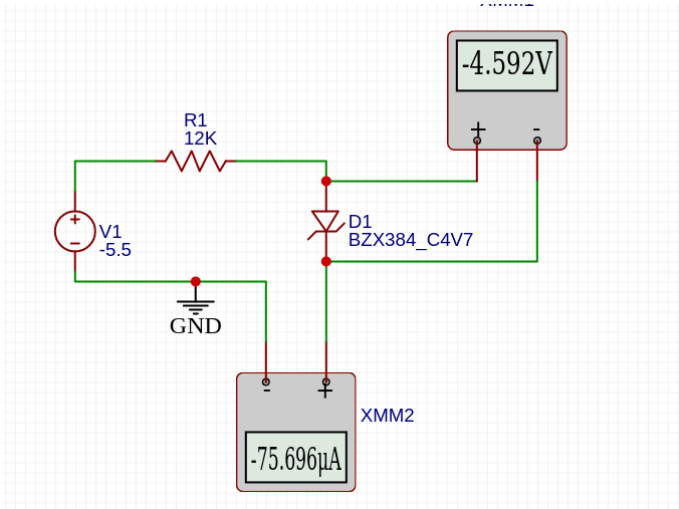 -4.592V
+ -
R1
12K
D1
BZX384_C4V7
V1
-5.5
GND
- +
XMM2
-75.696µA